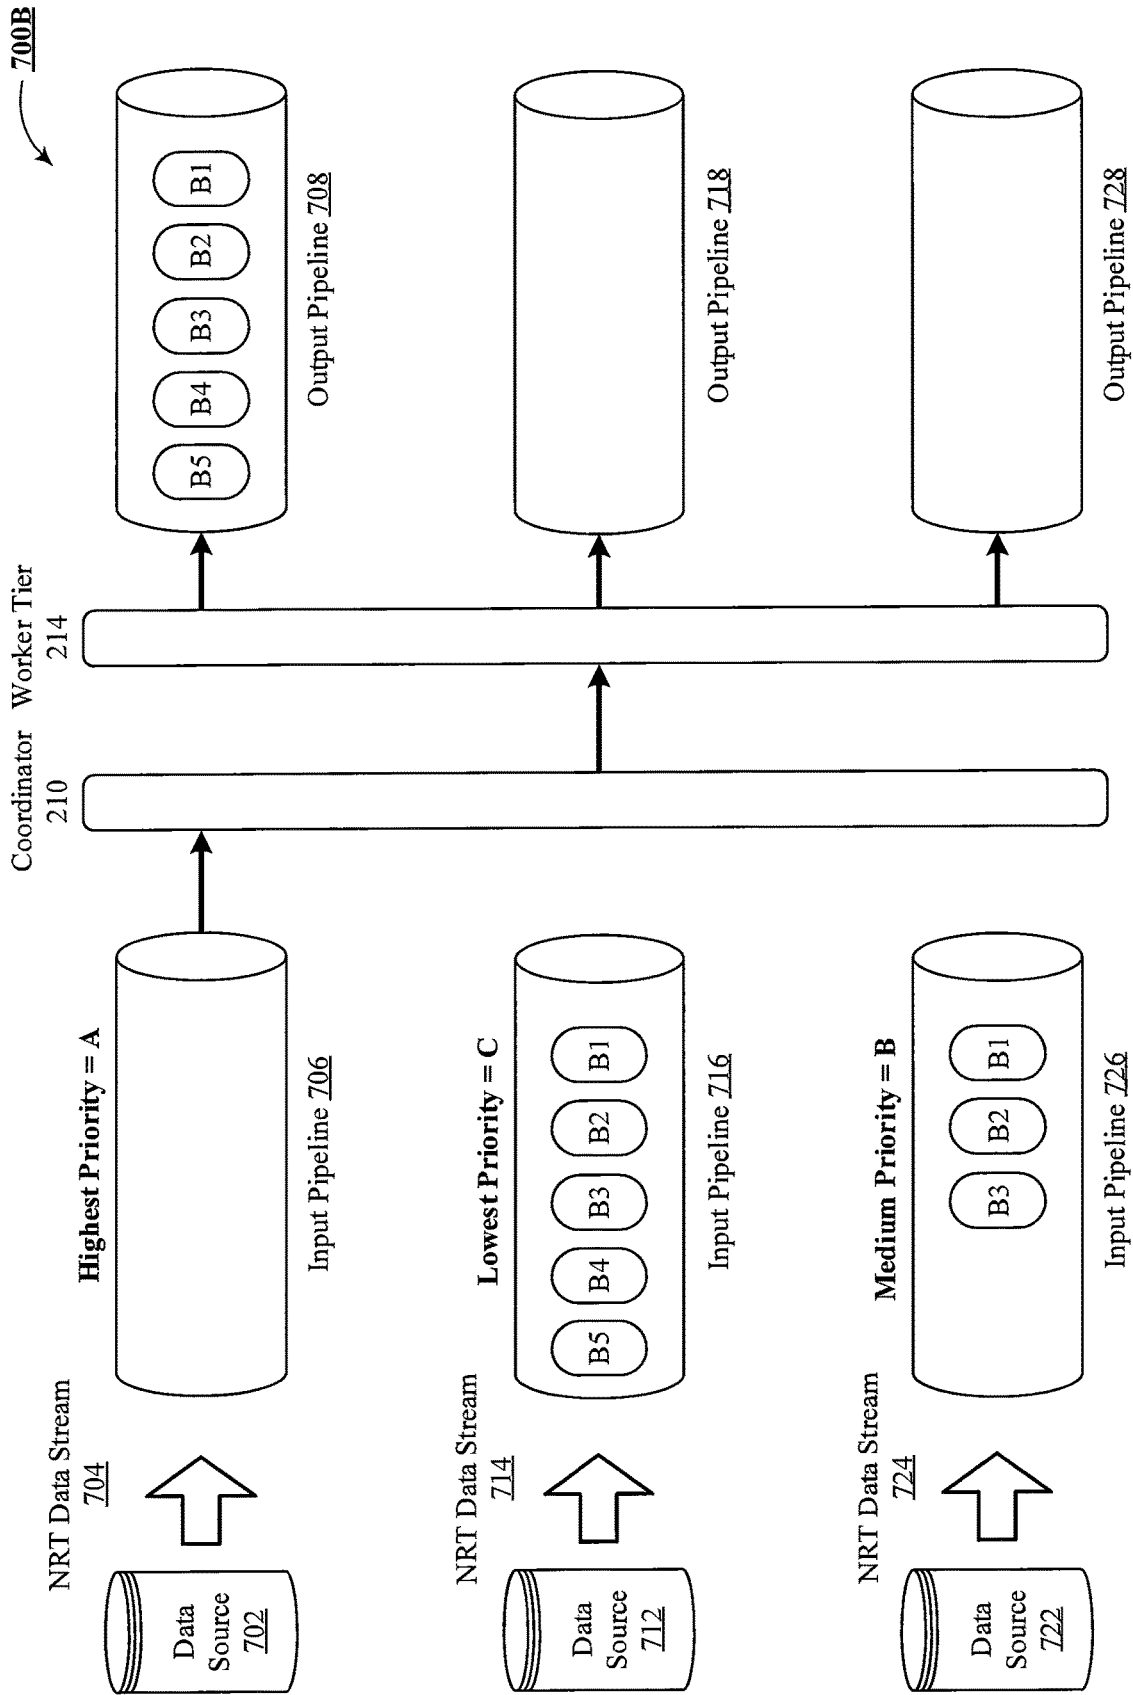 700B
Coordinator
210
Worker Tier
214
NRT Data Stream
704
Data
Source
702
Highest Priority = A
Input Pipeline 706
B5
B4
B3
B2
B1
Output Pipeline 708
NRT Data Stream
714
Data
Source
712
Lowest Priority = C
B5
B4
B3
B2
B1
Input Pipeline 716
Output Pipeline 718
NRT Data Stream
724
Data
Source
722
Medium Priority = B
B3
B2
B1
Input Pipeline 726
Output Pipeline 728